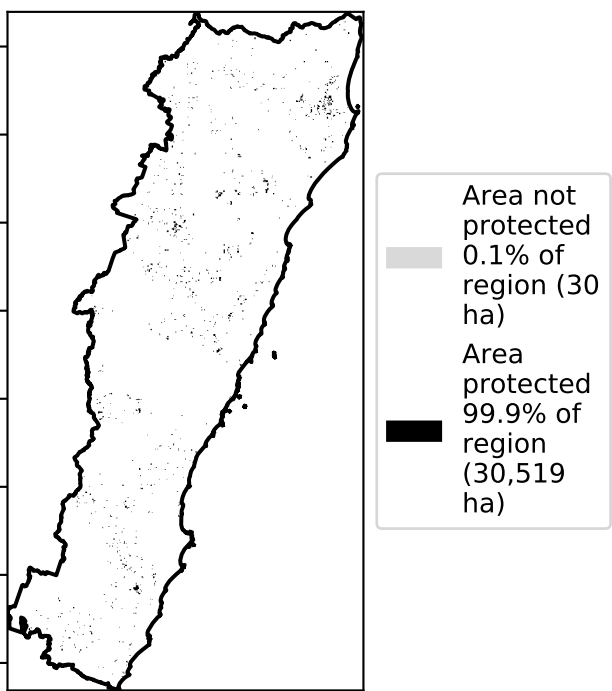 Area not
protected
0.1% of
region (30
ha)
Area
protected
99.9% of
region
(30,519
ha)